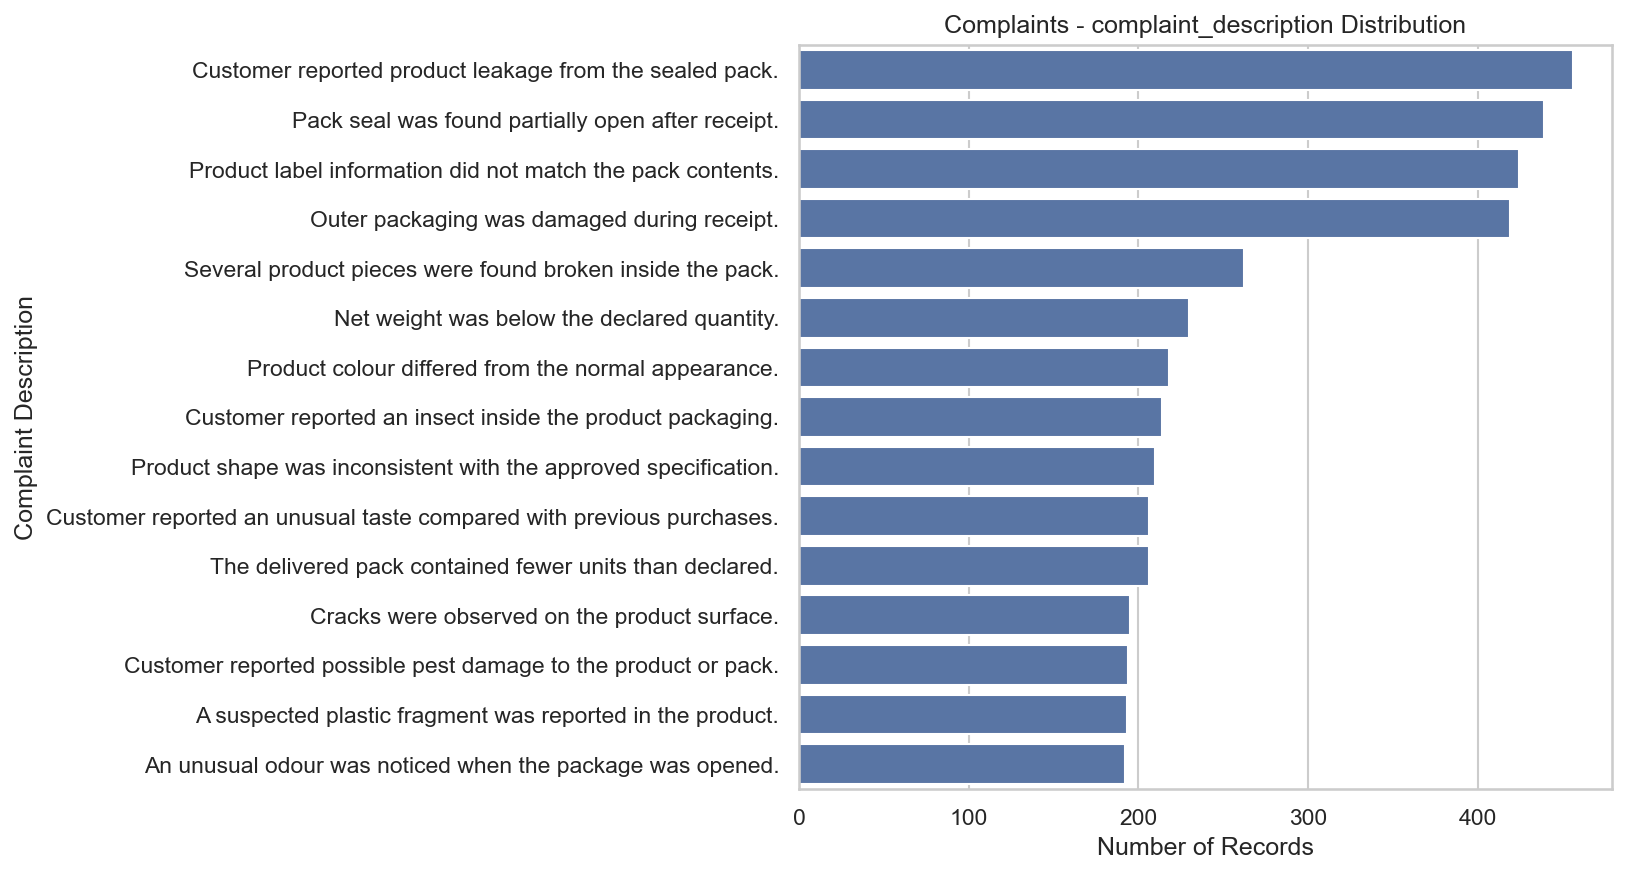 Complaints - complaint_description Distribution
Customer reported product leakage from the sealed pack.
Pack seal was found partially open after receipt.
Product label information did not match the pack contents.
Outer packaging was damaged during receipt.
Several product pieces were found broken inside the pack.
Net weight was below the declared quantity.
Product colour differed from the normal appearance.
Customer reported an insect inside the product packaging.
Product shape was inconsistent with the approved specification.
Customer reported an unusual taste compared with previous purchases.
The delivered pack contained fewer units than declared.
Cracks were observed on the product surface.
Customer reported possible pest damage to the product or pack.
A suspected plastic fragment was reported in the product.
An unusual odour was noticed when the package was opened.
Complaint Description
0 100 200 300 400
Number of Records